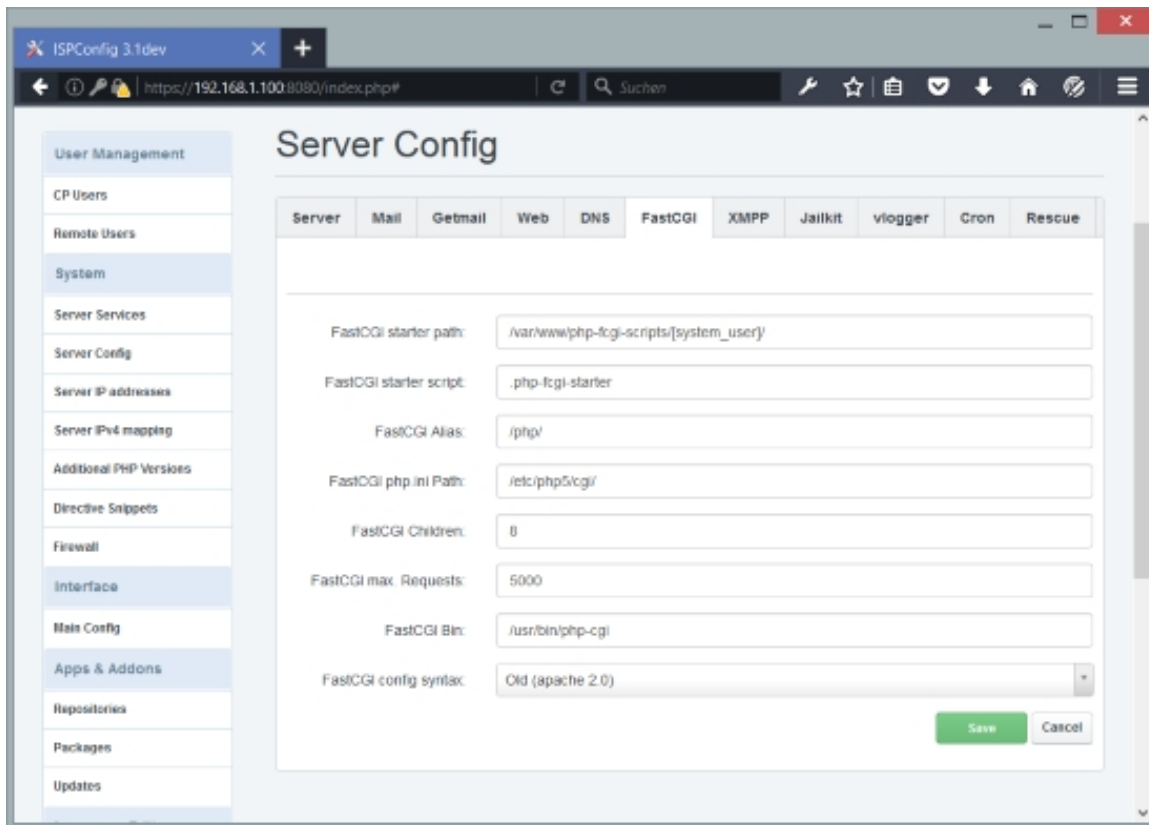 ISPConfig 3.1dev
https://192.168.1.100:8080/index.php#
Suchen
User Management
CP Users
Remote Users
System
Server Services
Server Config
Server IP addresses
Server IPv4 mapping
Additional PHP Versions
Directive Snippets
Firewall
Interface
Main Config
Apps & Addons
Repositories
Packages
Updates
Server Config
Server Mail Getmail Web DNS FastCGI XMPP Jailkit vlogger Cron Rescue
FastCGI starter path: /var/www/php-fcgi-scripts/[system_user]/
FastCGI starter script: .php-fcgi-starter
FastCGI Alias: /php/
FastCGI php.ini Path: /etc/php5/cgi/
FastCGI Children: 8
FastCGI max. Requests: 5000
FastCGI Bin: /usr/bin/php-cgi
FastCGI config syntax: Old (apache 2.0)
Save Cancel